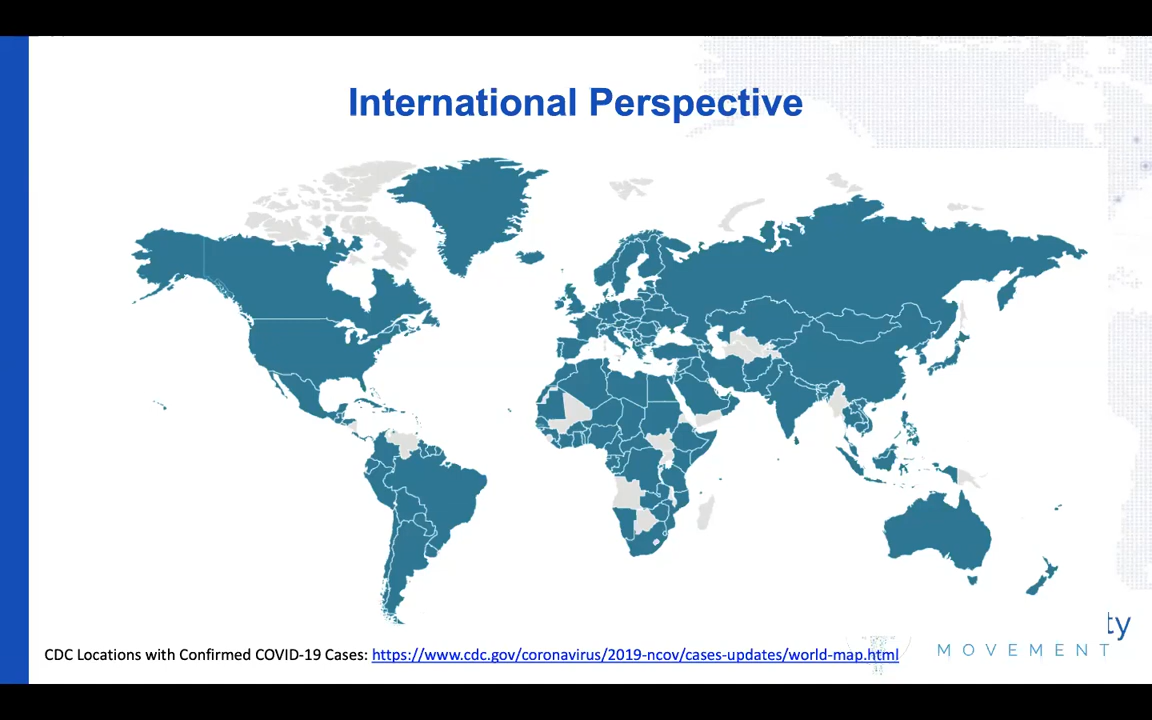 International Perspective
ty
CDC Locations with Confirmed COVID-19 Cases: https://www.cdc.gov/coronavirus/2019-ncov/cases-updates/world-map.html
MOVEMENT